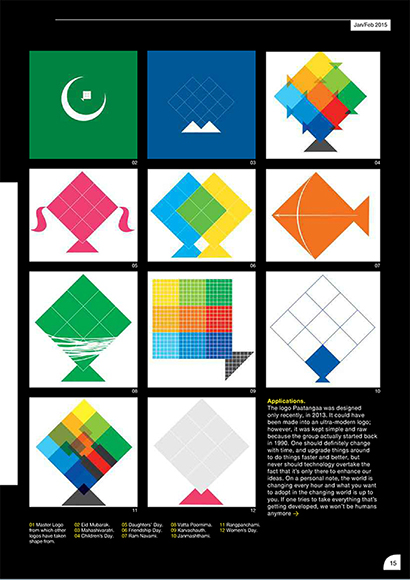 Jan/Feb 2015
02
03
04
05
06
07
08
09
10
11
12
Applications.
The logo Paatangaa was designed
only recently, in 2013. It could have
been made into an ultra-modern logo;
however, it was kept simple and raw
because the group actually started back
in 1990. One should definitely change
with time, and upgrade things around
to do things faster and better, but
never should technology overtake the
fact that it's only there to enhance our
ideas. On a personal note, the world is
changing every hour and what you want
to adopt in the changing world is up to
you. If one tries to take everything that's
getting developed, we won't be humans
anymore →
01 Master Logo
from which other
logos have taken
shape from.
02 Eid Mubarak.
03 Mahashivaratri.
04 Children's Day.
05 Daughters' Day.
06 Friendship Day.
07 Ram Navami.
08 Vatta Poornima.
09 Karvachauth.
10 Janmashthami.
11 Rangpanchami.
12 Women's Day.
15